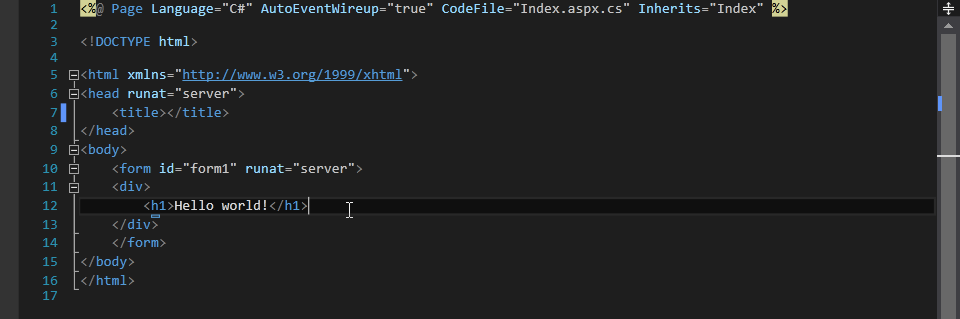 1 <%@ Page Language="C#" AutoEventWireup="true" CodeFile="Index.aspx.cs" Inherits="Index" %>
2
3 <!DOCTYPE html>
4
5 <html xmlns="http://www.w3.org/1999/xhtml">
6 <head runat="server">
7     <title></title>
8 </head>
9 <body>
10     <form id="form1" runat="server">
11     <div>
12         <h1>Hello world!</h1>
13     </div>
14     </form>
15 </body>
16 </html>
17